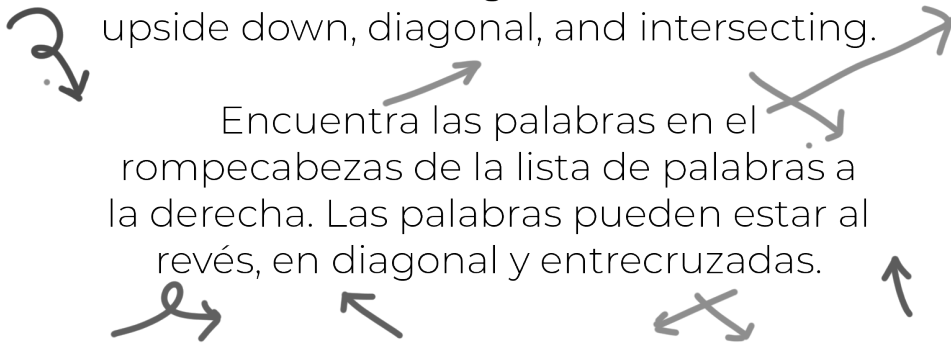 upside down, diagonal, and intersecting.
Encuentra las palabras en el
rompecabezas de la lista de palabras a
la derecha. Las palabras pueden estar al
revés, en diagonal y entrecruzadas.